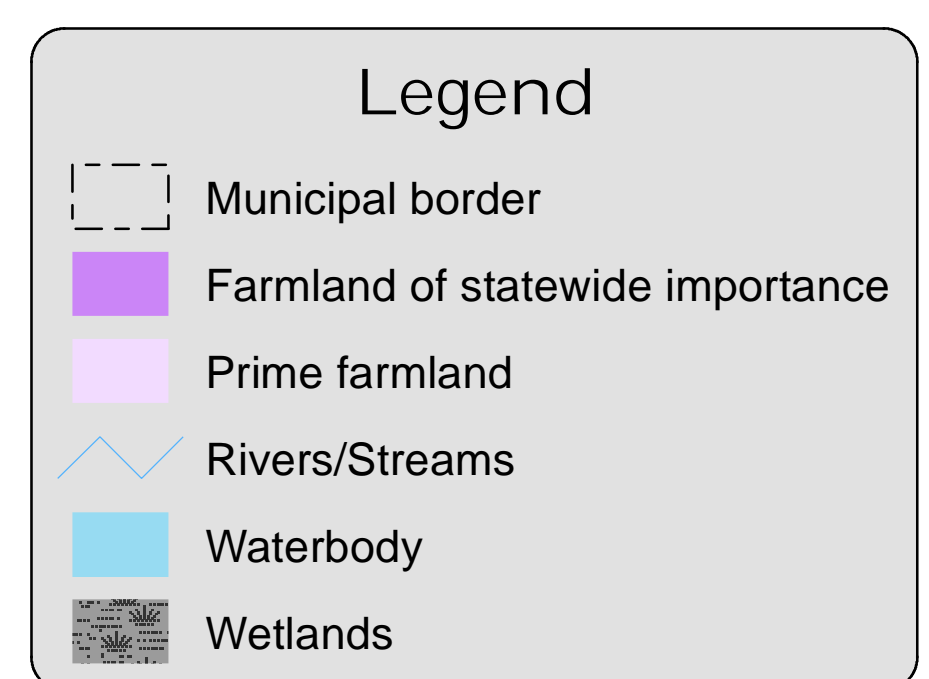 Legend
Municipal border
Farmland of statewide importance
Prime farmland
Rivers/Streams
Waterbody
Wetlands